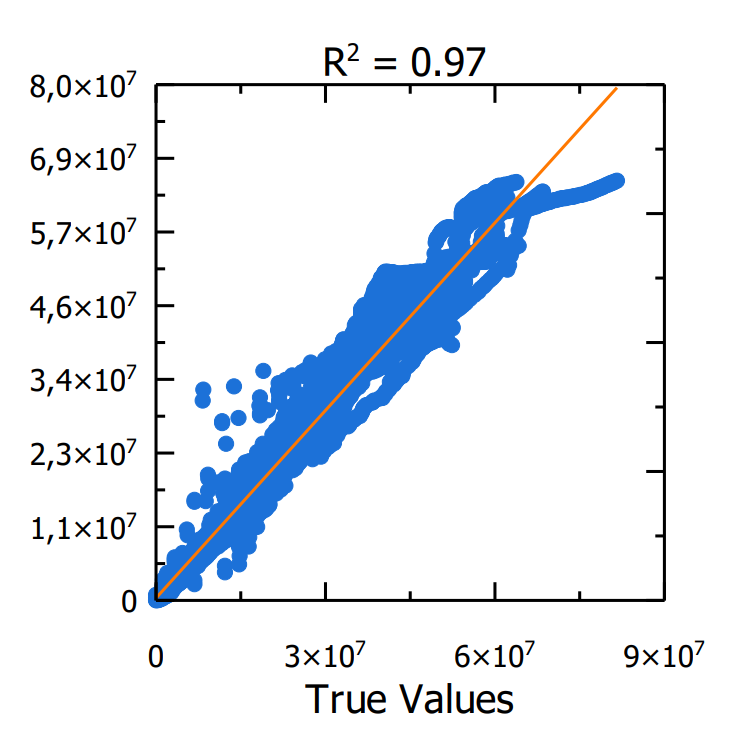 R² = 0.97
8,0×10⁷
6,9×10⁷
5,7×10⁷
4,6×10⁷
3,4×10⁷
2,3×10⁷
1,1×10⁷
0
0 3×10⁷ 6×10⁷ 9×10⁷
True Values